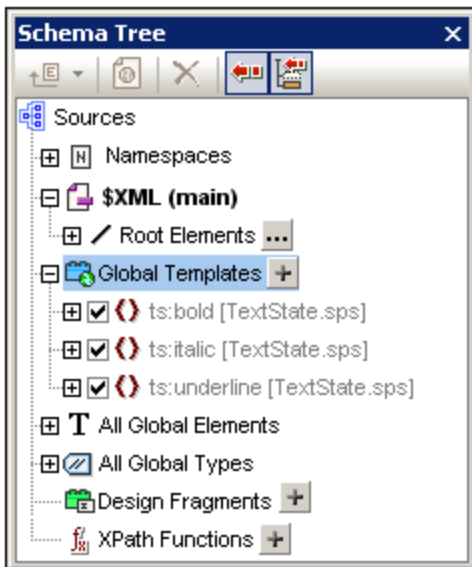 Schema Tree
Sources
Namespaces
$XML (main)
Root Elements ...
Global Templates +
ts:bold [TextState.sps]
ts:italic [TextState.sps]
ts:underline [TextState.sps]
All Global Elements
All Global Types
Design Fragments +
XPath Functions +